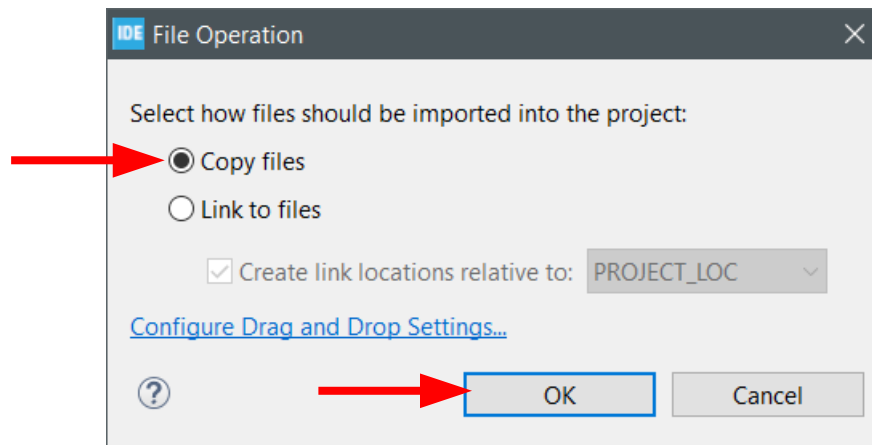 IDE File Operation
Select how files should be imported into the project:
Copy files
Link to files
Create link locations relative to: PROJECT_LOC
Configure Drag and Drop Settings...
? OK Cancel